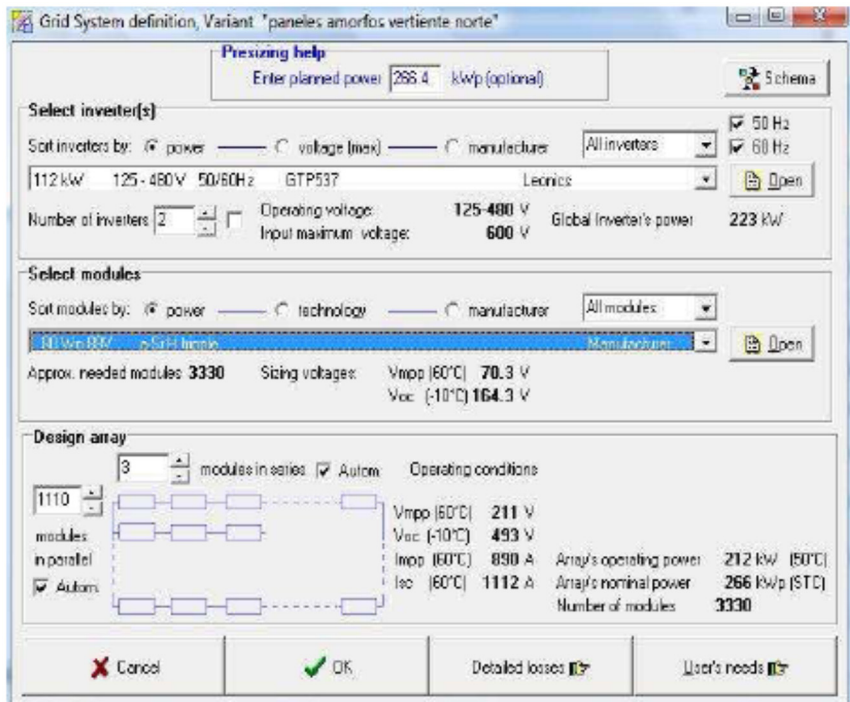 Grid System definition, Variant "paneles amorfos vertiente norte"
Presizing help
Enter planned power 266.4 kWp (optional)
Schema
Select inverter(s)
Sort inverters by: power voltage (max) manufacturer All inverters
50 Hz
60 Hz
112 kW 125 - 480 V 50/60Hz GTP537 Leonics
Open
Number of inverters 2
Operating voltage: 125-480 V
Input maximum voltage: 600 V
Global Inverter's power 223 kW
Select modules
Sort modules by: power technology manufacturer All modules
80 Wp a-Si:H Manufacturer
Open
Approx. needed modules 3330
Sizing voltages: Vmpp (60°C) 70.3 V
Voc (-10°C) 164.3 V
Design array
3 modules in series Autom
1110
modules
in parallel
Autom
Operating conditions
Vmpp (60°C) 211 V
Voc (-10°C) 493 V
Impp (60°C) 890 A
Isc (60°C) 1112 A
Array's operating power 212 kW (50°C)
Array's nominal power 266 kWp (STC)
Number of modules 3330
Cancel
OK
Detailed losses
User's needs